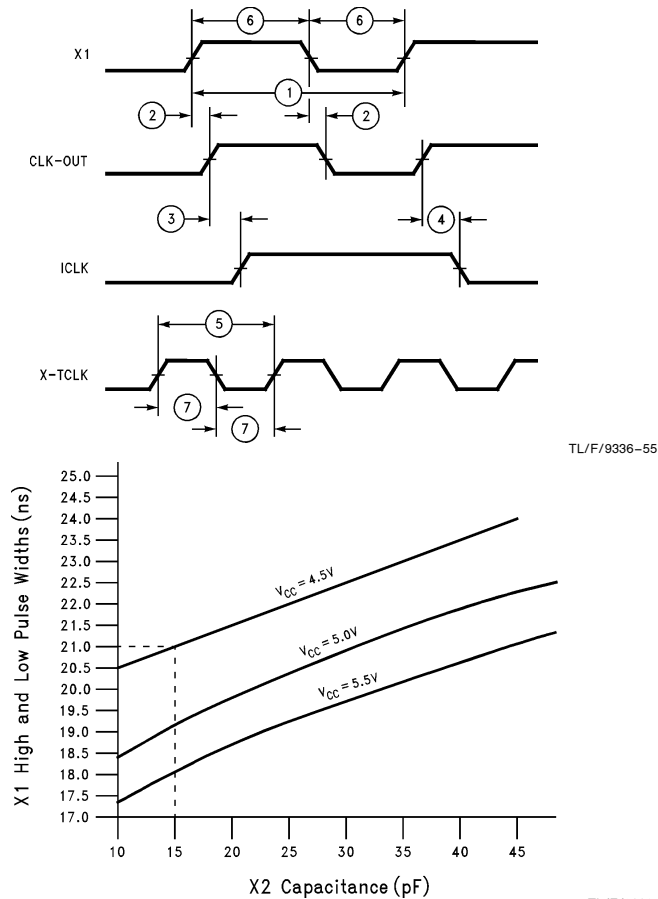 6 6
X1
1
2 2
CLK-OUT
3 4
ICLK
5
X-TCLK
7
7
TL/F/9336–55
X1 High and Low Pulse Widths (ns)
25.0
24.5
24.0
23.5
23.0
22.5
22.0
21.5
21.0
20.5
20.0
19.5
19.0
18.5
18.0
17.5
17.0
VCC = 4.5V
VCC = 5.0V
VCC = 5.5V
10 15 20 25 30 35 40 45
X2 Capacitance (pF)